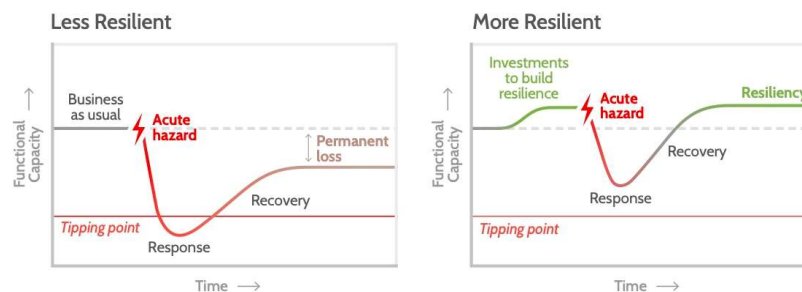 Less Resilient
Functional
Capacity
Business
as usual
Acute
hazard
Permanent
loss
Recovery
Tipping point
Response
Time
More Resilient
Functional
Capacity
Investments
to build
resilience
Acute
hazard
Resiliency
Recovery
Response
Tipping point
Time